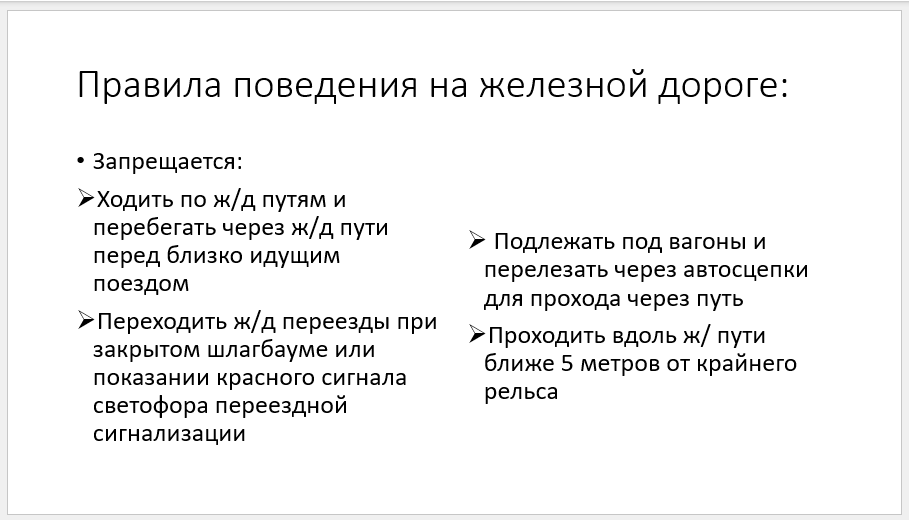 Правила поведения на железной дороге:
• Запрещается:
➢Ходить по ж/д путям и
перебегать через ж/д пути
перед близко идущим
поездом
➢Переходить ж/д переезды при
закрытом шлагбауме или
показании красного сигнала
светофора переездной
сигнализации
➢ Подлежать под вагоны и
перелезать через автосцепки
для прохода через путь
➢Проходить вдоль ж/ пути
ближе 5 метров от крайнего
рельса